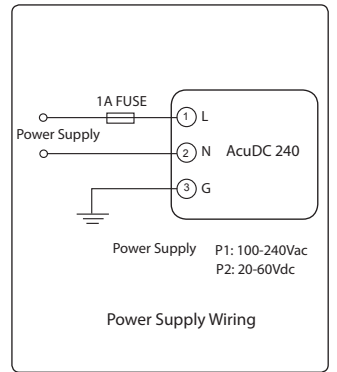 1A FUSE
1 L
Power Supply
2 N AcuDC 240
3 G
Power Supply P1: 100-240Vac
P2: 20-60Vdc
Power Supply Wiring